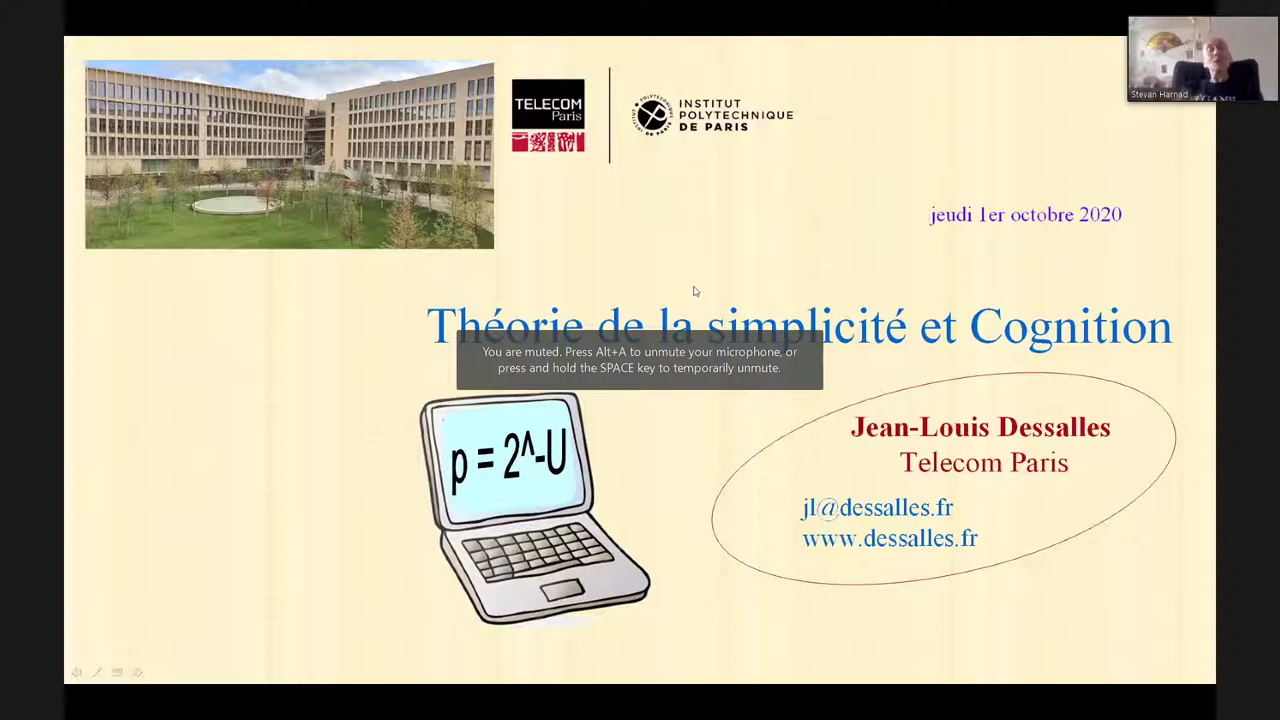 Stevan Harnad
TELECOM
Paris
INSTITUT
POLYTECHNIQUE
DE PARIS
jeudi 1er octobre 2020
Théorie de la simplicité et Cognition
You are muted. Press Alt+A to unmute your microphone, or
press and hold the SPACE key to temporarily unmute.
p = 2^-U
Jean-Louis Dessalles
Telecom Paris
jl@dessalles.fr
www.dessalles.fr